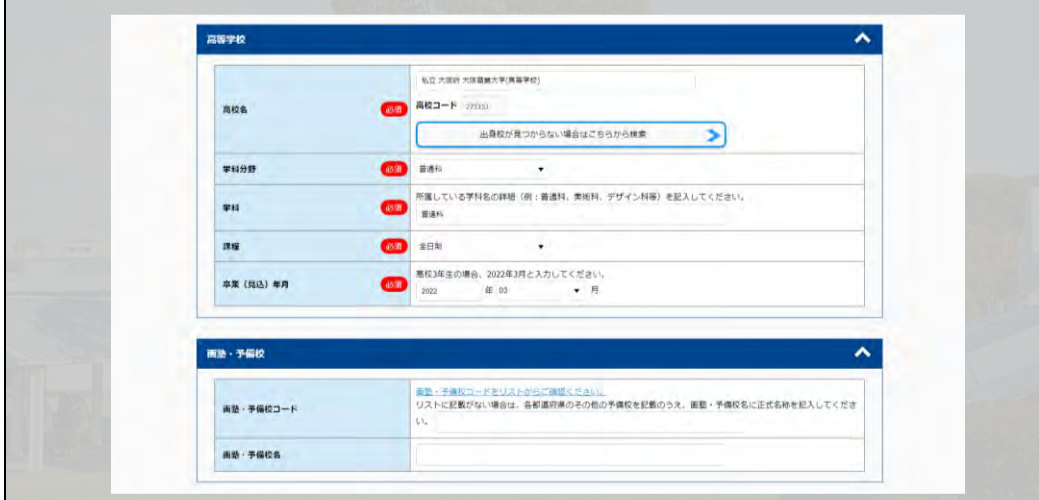 高等学校
私立 大阪府 大阪芸術大学(高等学校)
高校名
必須
高校コード
275151
出身校が見つからない場合はこちらから検索
学科分野
必須
普通科
所属している学科名の詳細（例：普通科、美術科、デザイン科等）を記入してください。
学科
必須
普通科
課程
必須
全日制
高校3年生の場合、2022年3月と入力してください。
卒業（見込）年月
必須
2022 年 03 月
画塾・予備校
画塾・予備校コードをリストからご確認ください。
画塾・予備校コード
リストに記載がない場合は、各都道府県のその他の予備校を記載のうえ、画塾・予備校名に正式名称を記入してくださ
い。
画塾・予備校名